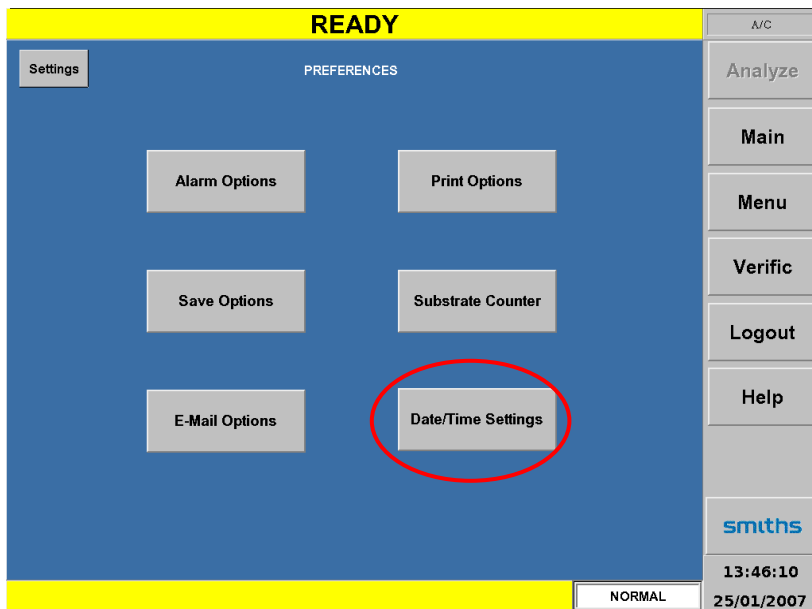 READY
A/C
Settings
PREFERENCES
Analyze
Main
Alarm Options
Print Options
Menu
Verific
Save Options
Substrate Counter
Logout
Help
E-Mail Options
Date/Time Settings
smiths
13:46:10
NORMAL
25/01/2007